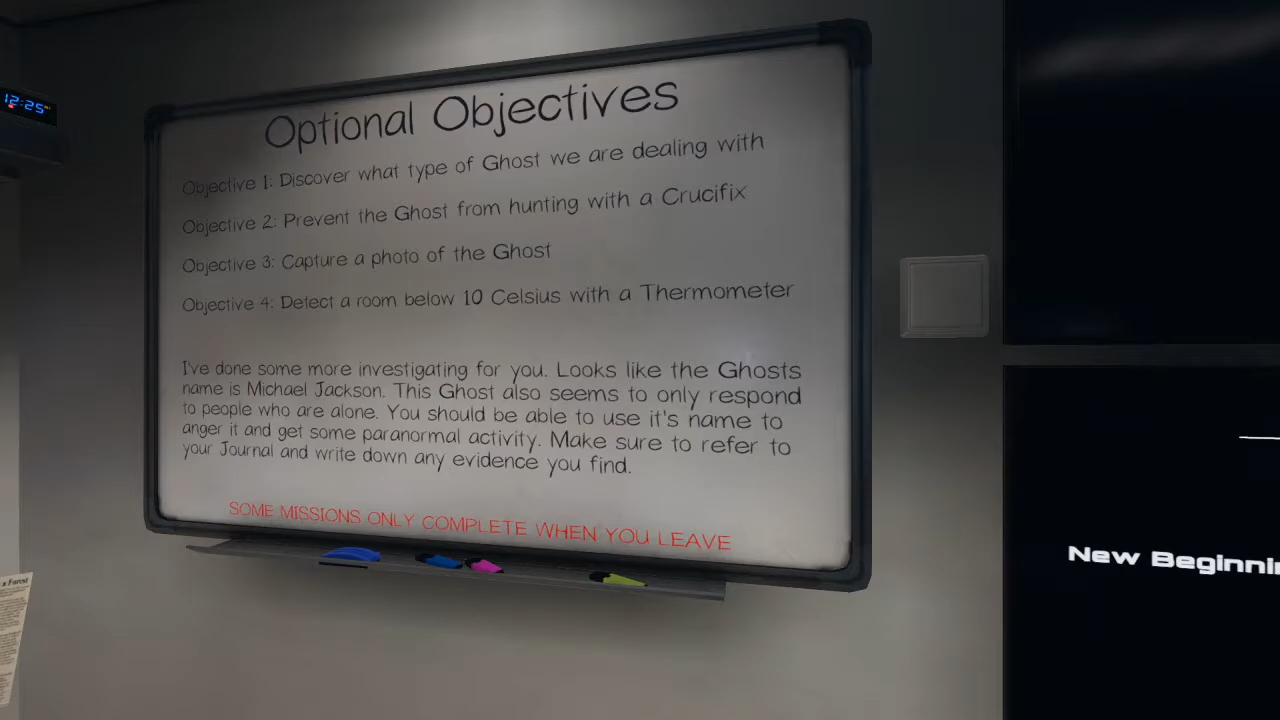 12:25
Optional Objectives
Objective 1: Discover what type of Ghost we are dealing with
Objective 2: Prevent the Ghost from hunting with a Crucifix
Objective 3: Capture a photo of the Ghost
Objective 4: Detect a room below 10 Celsius with a Thermometer
I've done some more investigating for you. Looks like the Ghosts
name is Michael Jackson. This Ghost also seems to only respond
to people who are alone. You should be able to use it's name to
anger it and get some paranormal activity. Make sure to refer to
your Journal and write down any evidence you find.
SOME MISSIONS ONLY COMPLETE WHEN YOU LEAVE
a Forest
New Beginni